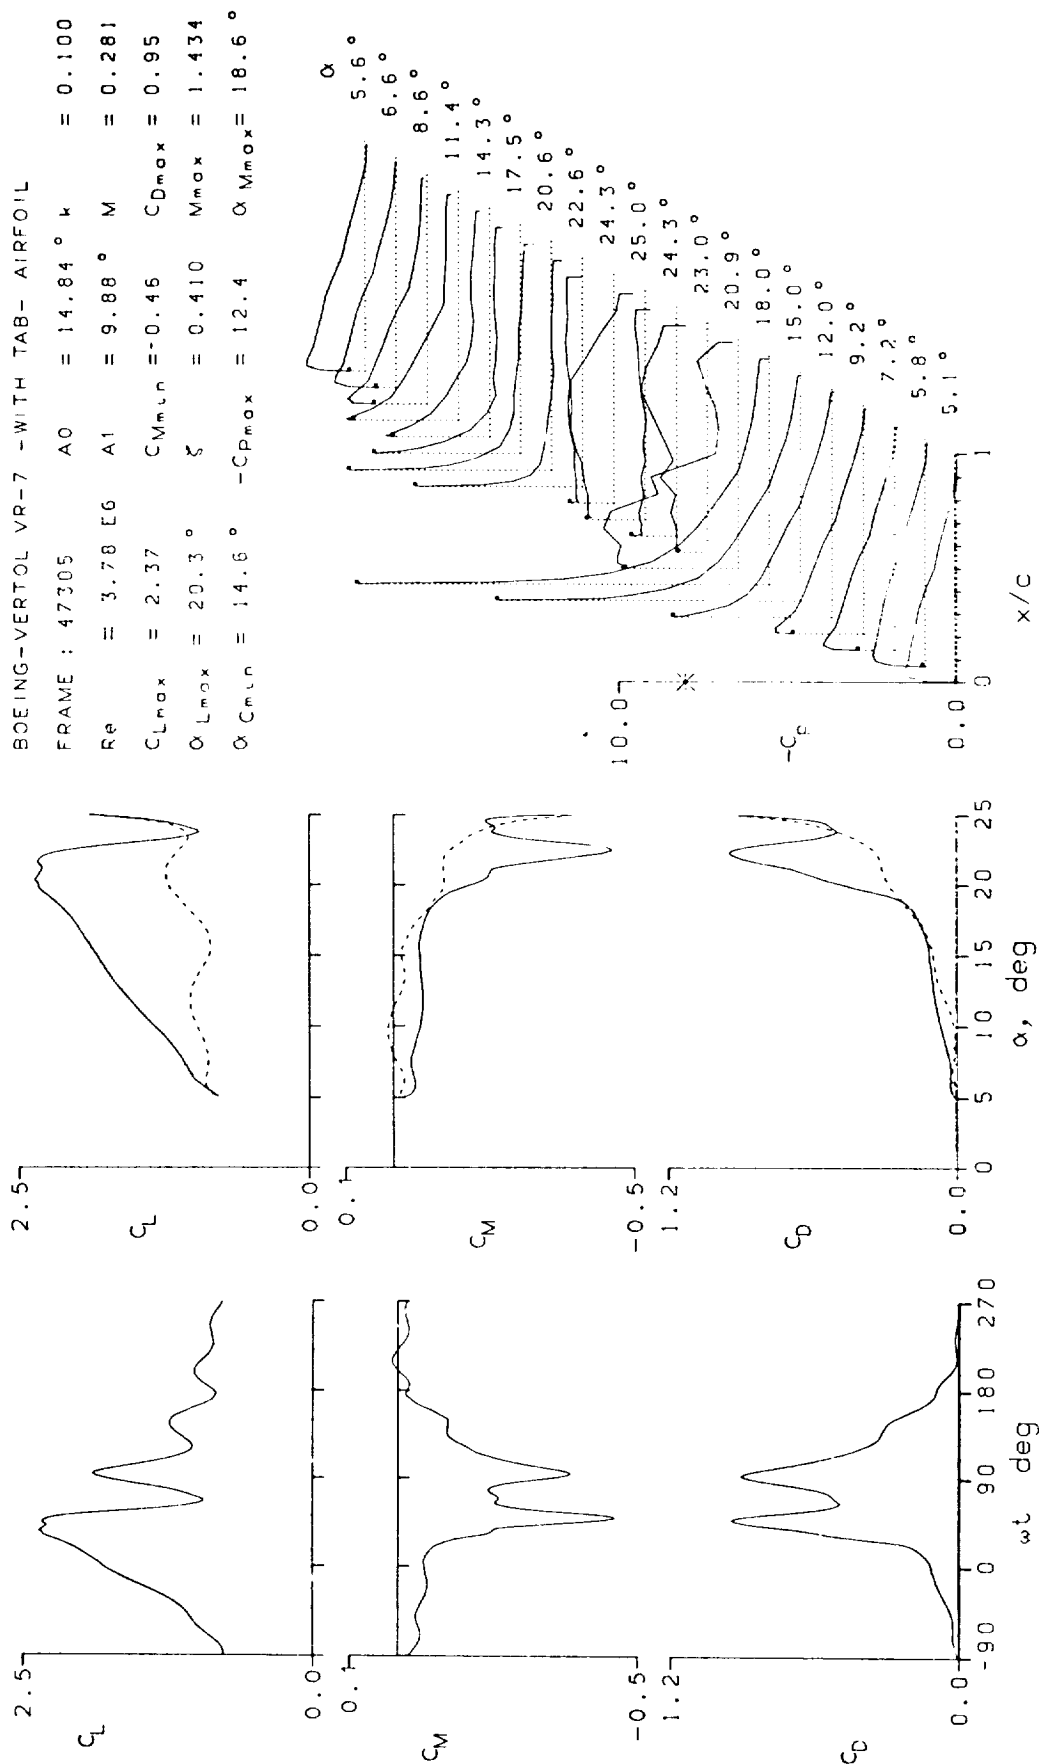 BOEING-VERTOL VR-7 -WITH TAB- AIRFOIL
FRAME : 47305 A0 = 14.84° k = 0.100
Re = 3.78 E6 A1 = 9.88° M = 0.281
CLmax = 2.37 CMmin =-0.46 CDmax = 0.95
αLmax = 20.3° ζ = 0.410 Mmax = 1.434
αCmin = 14.6° -CPmax = 12.4 αMmax = 18.6°
2.5
CL
0.0
0.1
CM
-0.5
1.2
CD
0.0
-90 0 90 180 270
ωt deg
2.5
CL
0.0
0.1
CM
-0.5
1.2
CD
0.0
0 5 10 15 20 25
α, deg
α
5.6°
6.6°
8.6°
11.4°
14.3°
17.5°
20.6°
22.6°
24.3°
25.0°
24.3°
23.0°
20.9°
18.0°
15.0°
12.0°
9.2°
7.2°
5.8°
5.1°
10.0
-Cp
0.0
0 1
x/c